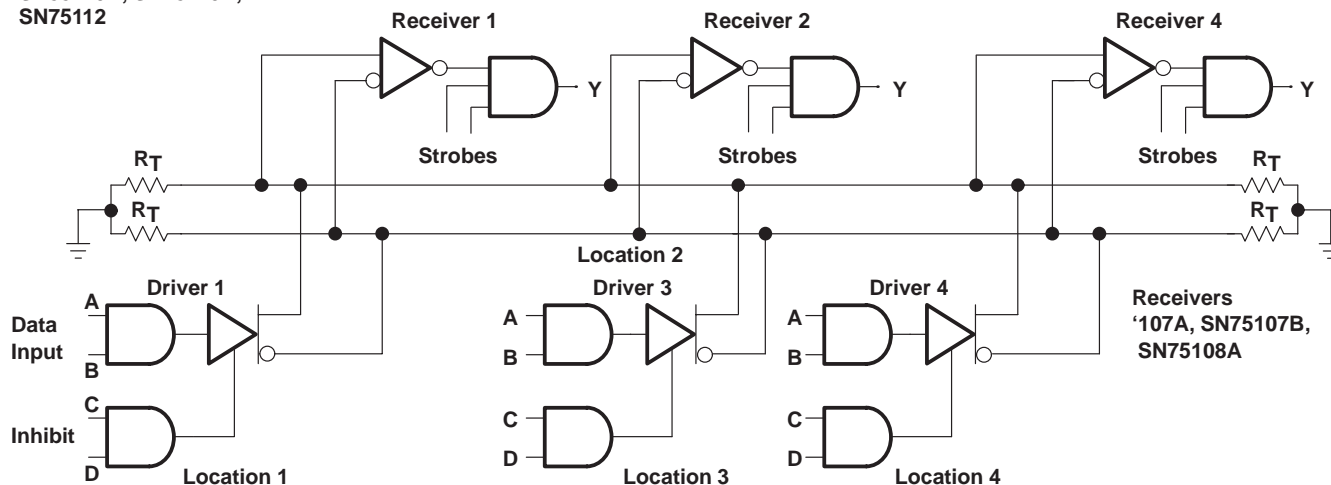 SN75112
Receiver 1
Receiver 2
Receiver 4
Y
Y
Y
Strobes
Strobes
Strobes
RT
RT
RT
RT
Location 2
Driver 1
Driver 3
Driver 4
Receivers
‘107A, SN75107B,
SN75108A
Data
Input
A
B
A
B
A
B
Inhibit
C
D
C
D
C
D
Location 1
Location 3
Location 4